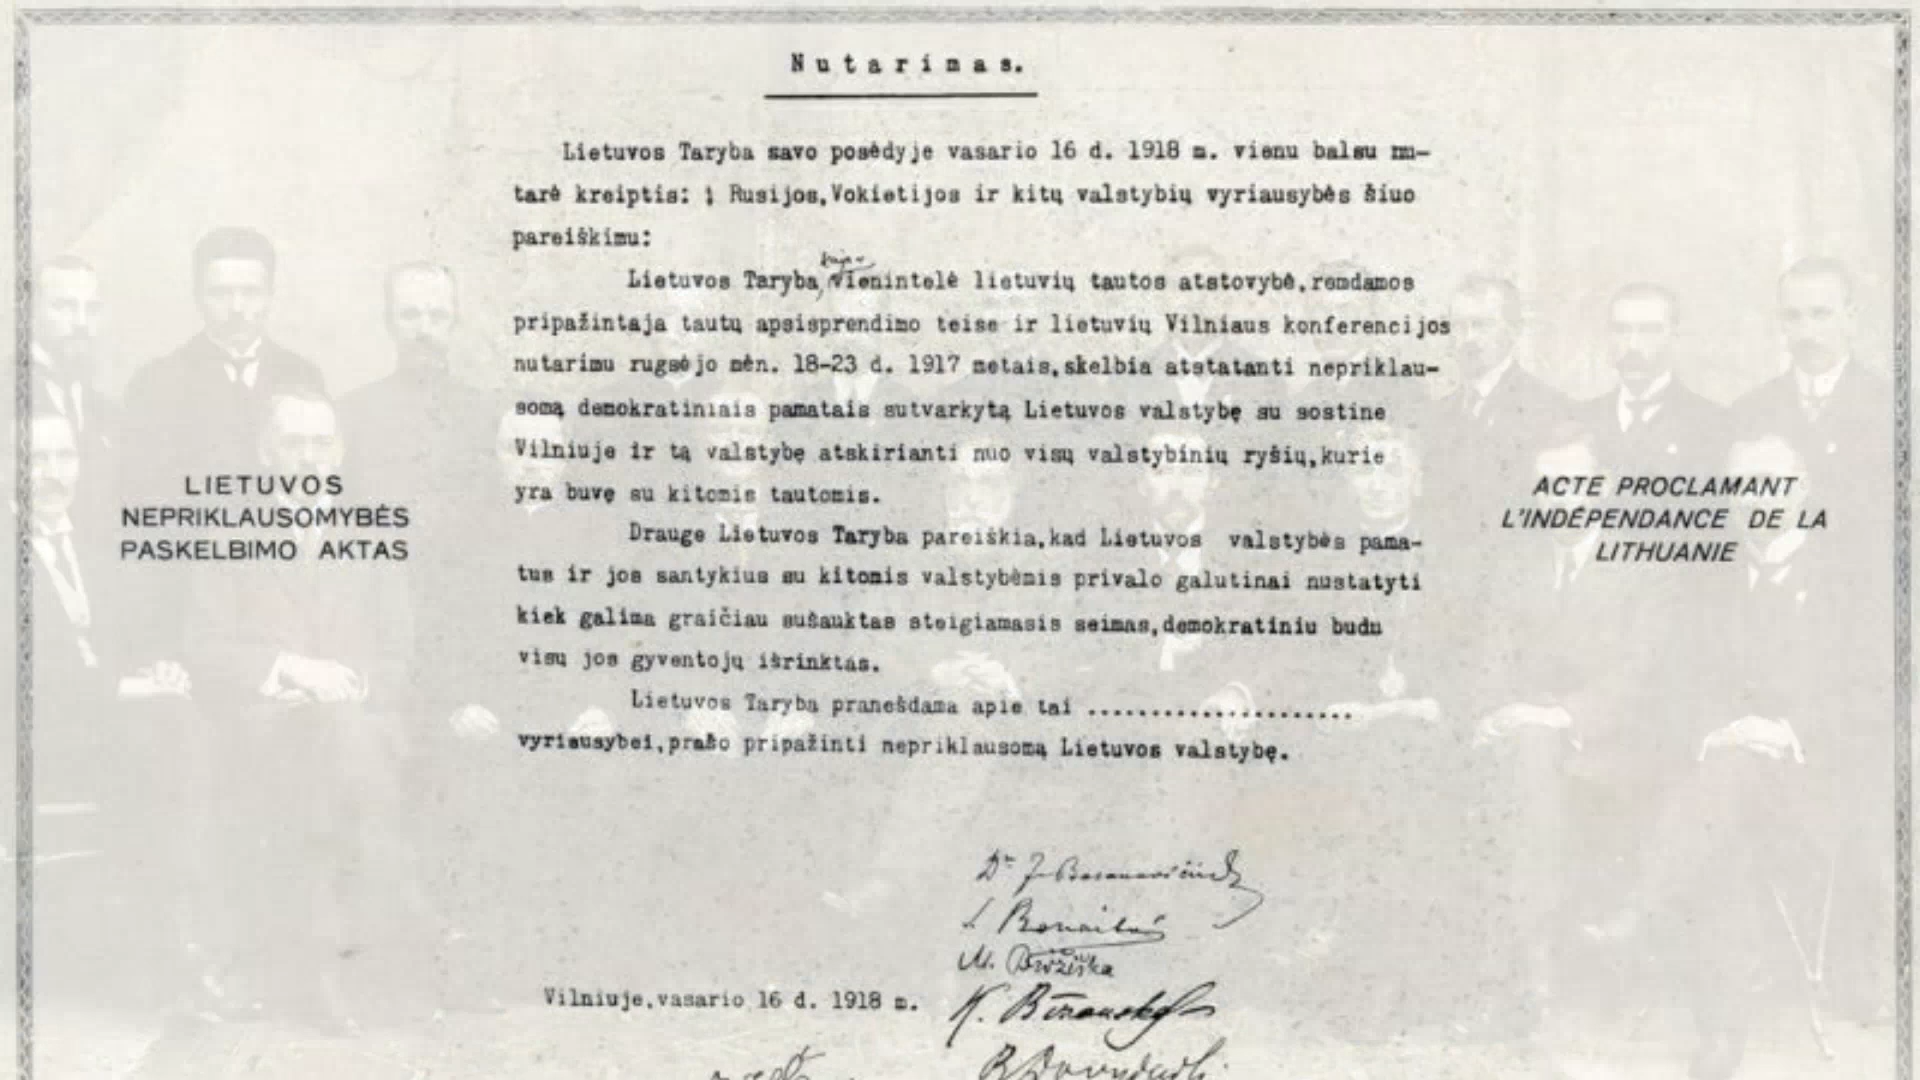 Nutarimas.
Lietuvos Taryba savo posėdyje vasario 16 d. 1918 m. vienu balsu nu-
tarė kreiptis: į Rusijos, Vokietijos ir kitų valstybių vyriausybės šiuo
pareiškimu:
kaipo
Lietuvos Taryba, vienintelė lietuvių tautos atstovybė, remdamos
pripažintaja tautų apsisprendimo teise ir lietuvių Vilniaus konferencijos
nutarimu rugsėjo mėn. 18-23 d. 1917 metais, skelbia atstatanti nepriklau-
somą demokratiniais pamatais sutvarkytą Lietuvos valstybę su sostine
Vilniuje ir tą valstybę atskirianti nuo visų valstybinių ryšių, kurie
yra buvę su kitomis tautomis.
Drauge Lietuvos Taryba pareiškia, kad Lietuvos valstybės pama-
tus ir jos santykius su kitomis valstybėmis privalo galutinai nustatyti
kiek galima graičiau sušauktas steigiamasis seimas, demokratiniu budu
visų jos gyventojų išrinktas.
Lietuvos Taryba pranešdama apie tai .....................
vyriausybei, prašo pripažinti nepriklausomą Lietuvos valstybę.
LIETUVOS
NEPRIKLAUSOMYBĖS
PASKELBIMO AKTAS
ACTE PROCLAMANT
L'INDÉPENDANCE DE LA
LITHUANIE
Dr J. Basanavičius
M. Biržiška
Vilniuje, vasario 16 d. 1918 m.